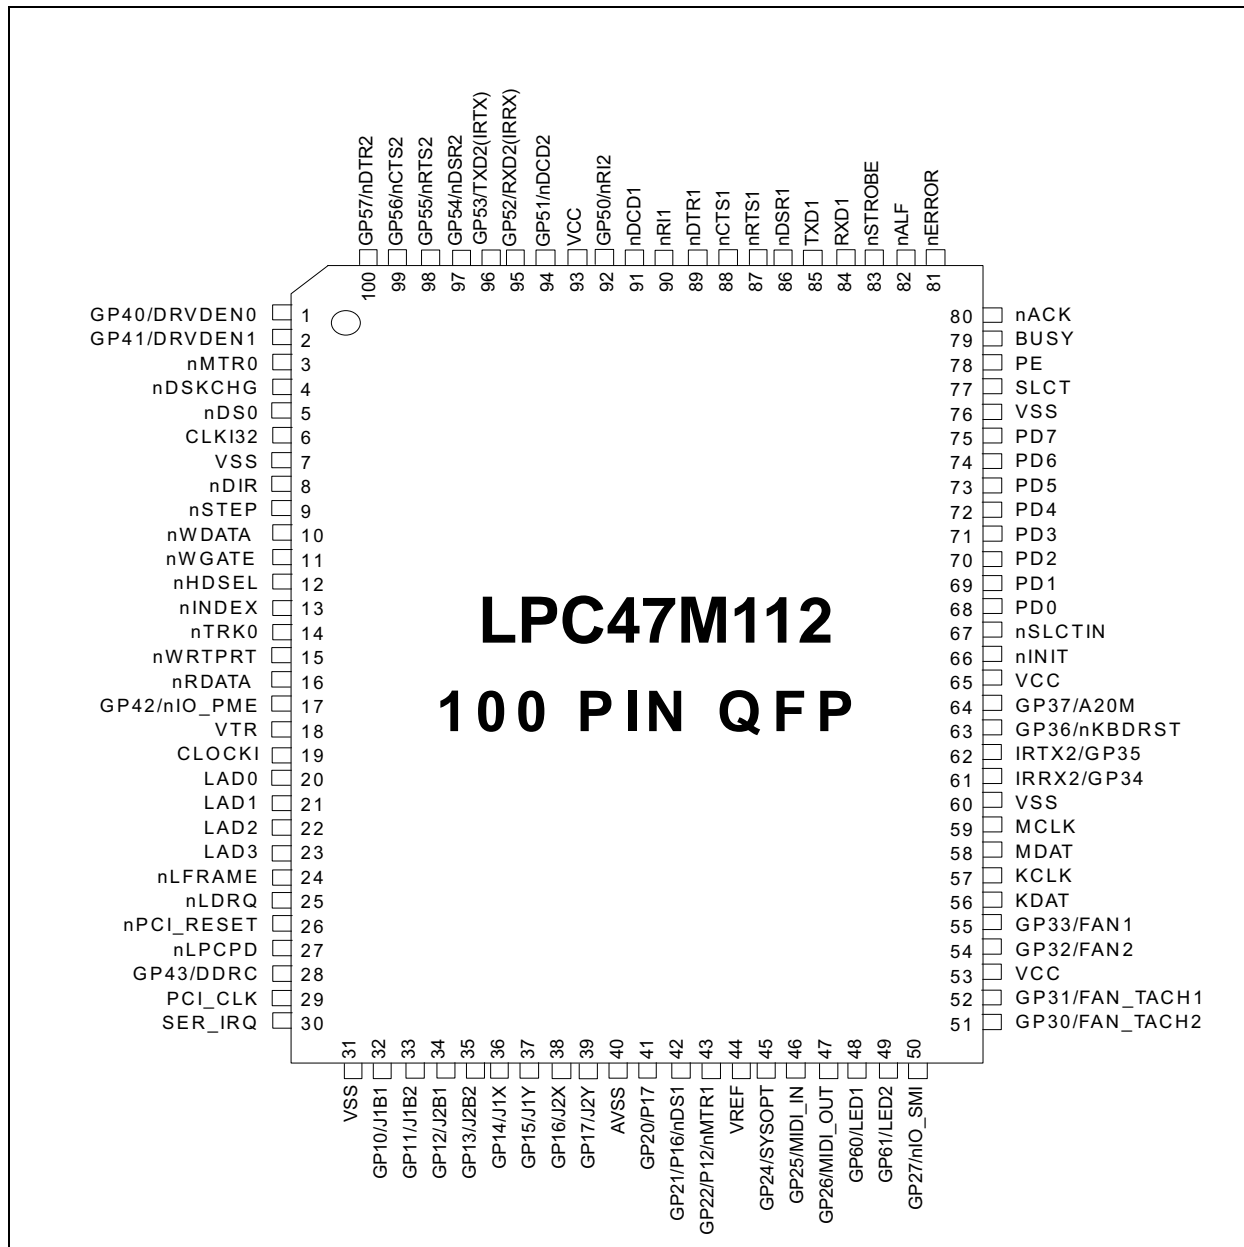 GP57/nDTR2
GP56/nCTS2
GP55/nRTS2
GP54/nDSR2
GP53/TXD2(IRTX)
GP52/RXD2(IRRX)
GP51/nDCD2
VCC
GP50/nRI2
nDCD1
nRI1
nDTR1
nCTS1
nRTS1
nDSR1
TXD1
RXD1
nSTROBE
nALF
nERROR
100
99
98
97
96
95
94
93
92
91
90
89
88
87
86
85
84
83
82
81
GP40/DRVDEN0 1
GP41/DRVDEN1 2
nMTR0 3
nDSKCHG 4
nDS0 5
CLKI32 6
VSS 7
nDIR 8
nSTEP 9
nWDATA 10
nWGATE 11
nHDSEL 12
nINDEX 13
nTRK0 14
nWRTPRT 15
nRDATA 16
GP42/nIO_PME 17
VTR 18
CLOCKI 19
LAD0 20
LAD1 21
LAD2 22
LAD3 23
nLFRAME 24
nLDRQ 25
nPCI_RESET 26
nLPCPD 27
GP43/DDRC 28
PCI_CLK 29
SER_IRQ 30
LPC47M112
100 PIN QFP
80 nACK
79 BUSY
78 PE
77 SLCT
76 VSS
75 PD7
74 PD6
73 PD5
72 PD4
71 PD3
70 PD2
69 PD1
68 PD0
67 nSLCTIN
66 nINIT
65 VCC
64 GP37/A20M
63 GP36/nKBDRST
62 IRTX2/GP35
61 IRRX2/GP34
60 VSS
59 MCLK
58 MDAT
57 KCLK
56 KDAT
55 GP33/FAN1
54 GP32/FAN2
53 VCC
52 GP31/FAN_TACH1
51 GP30/FAN_TACH2
31
32
33
34
35
36
37
38
39
40
41
42
43
44
45
46
47
48
49
50
VSS
GP10/J1B1
GP11/J1B2
GP12/J2B1
GP13/J2B2
GP14/J1X
GP15/J1Y
GP16/J2X
GP17/J2Y
AVSS
GP20/P17
GP21/P16/nDS1
GP22/P12/nMTR1
VREF
GP24/SYSOPT
GP25/MIDI_IN
GP26/MIDI_OUT
GP60/LED1
GP61/LED2
GP27/nIO_SMI